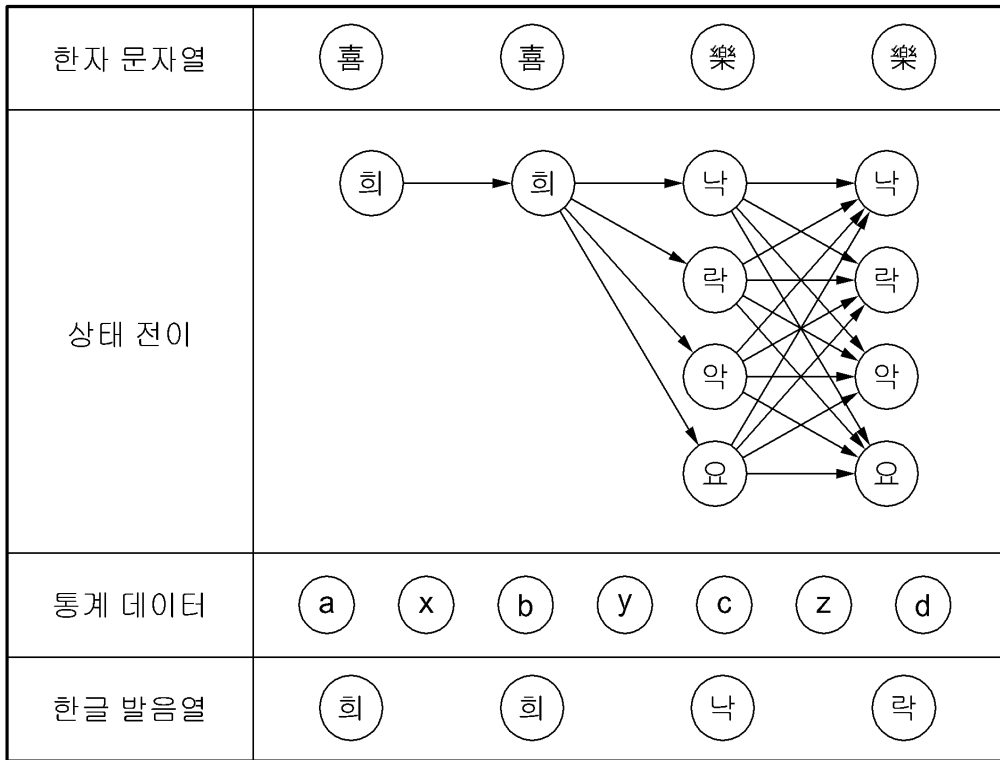 한자 문자열 喜 喜 樂 樂
희 희 낙 낙
락 락
상태 전이
악 악
요 요
통계 데이터 a x b y c z d
한글 발음열 희 희 낙 락